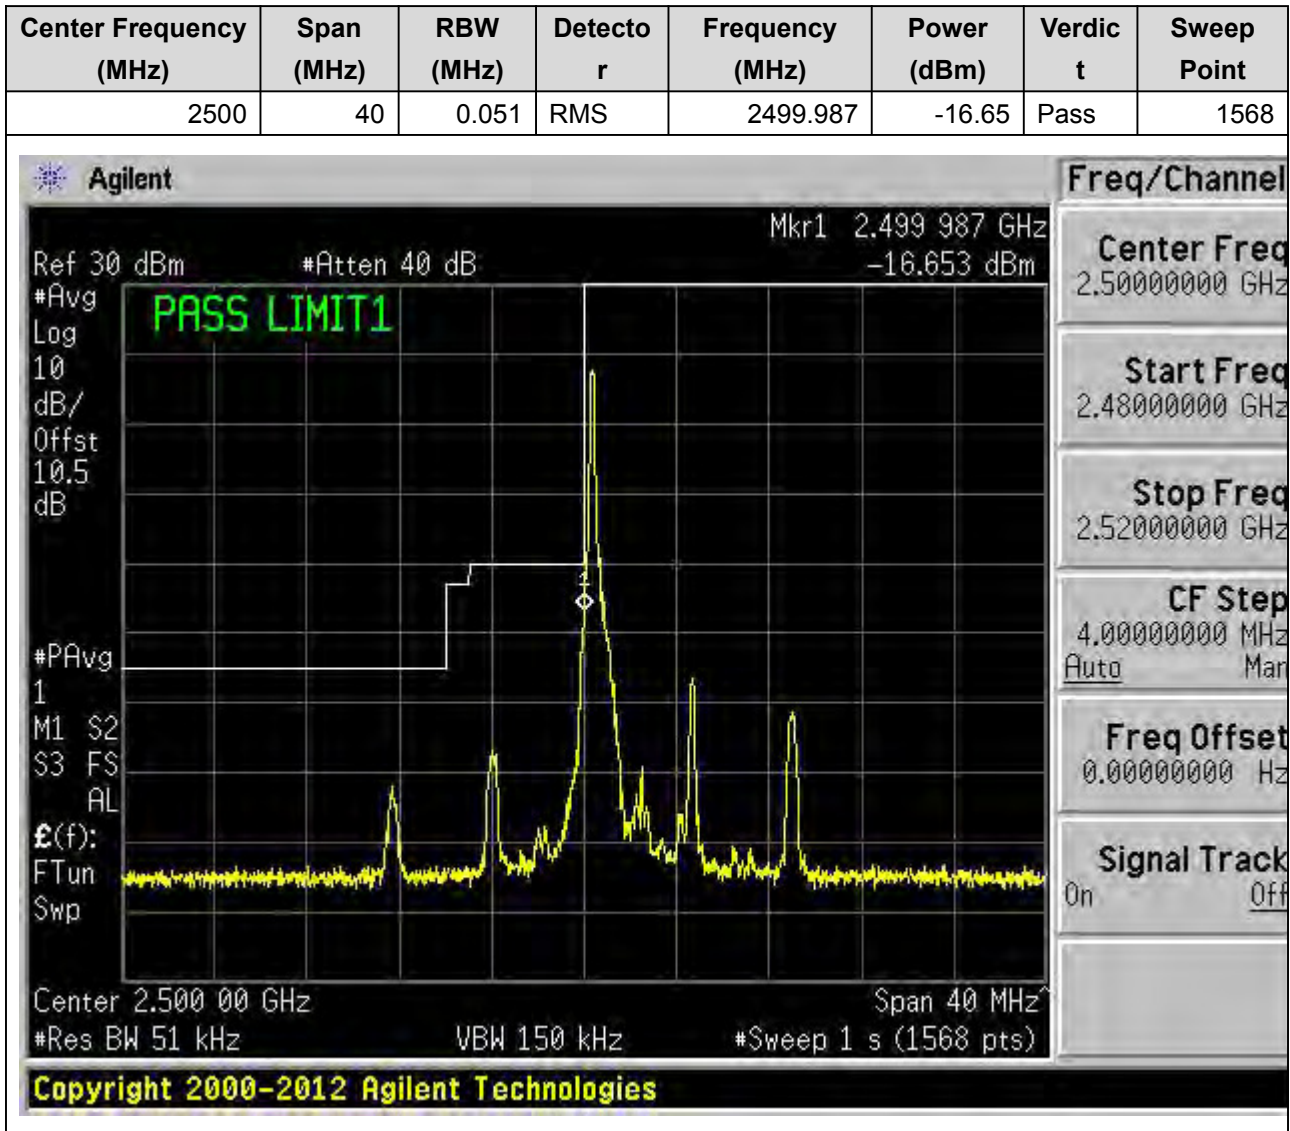 Center Frequency (MHz) Span (MHz) RBW (MHz) Detector Frequency (MHz) Power (dBm) Verdict Sweep Point
2500 40 0.051 RMS 2499.987 -16.65 Pass 1568
Agilent
Freq/Channel
Mkr1 2.499 987 GHz
Ref 30 dBm #Atten 40 dB -16.653 dBm
#Avg
Log
10
dB/
Offst
10.5
dB
PASS LIMIT1
1
#PAvg
1
M1 S2
S3 FS
AL
£(f):
FTun
Swp
Center 2.500 00 GHz Span 40 MHz^
#Res BW 51 kHz VBW 150 kHz #Sweep 1 s (1568 pts)
Center Freq
2.50000000 GHz
Start Freq
2.48000000 GHz
Stop Freq
2.52000000 GHz
CF Step
4.00000000 MHz
Auto Man
Freq Offset
0.00000000 Hz
Signal Track
On Off
Copyright 2000-2012 Agilent Technologies